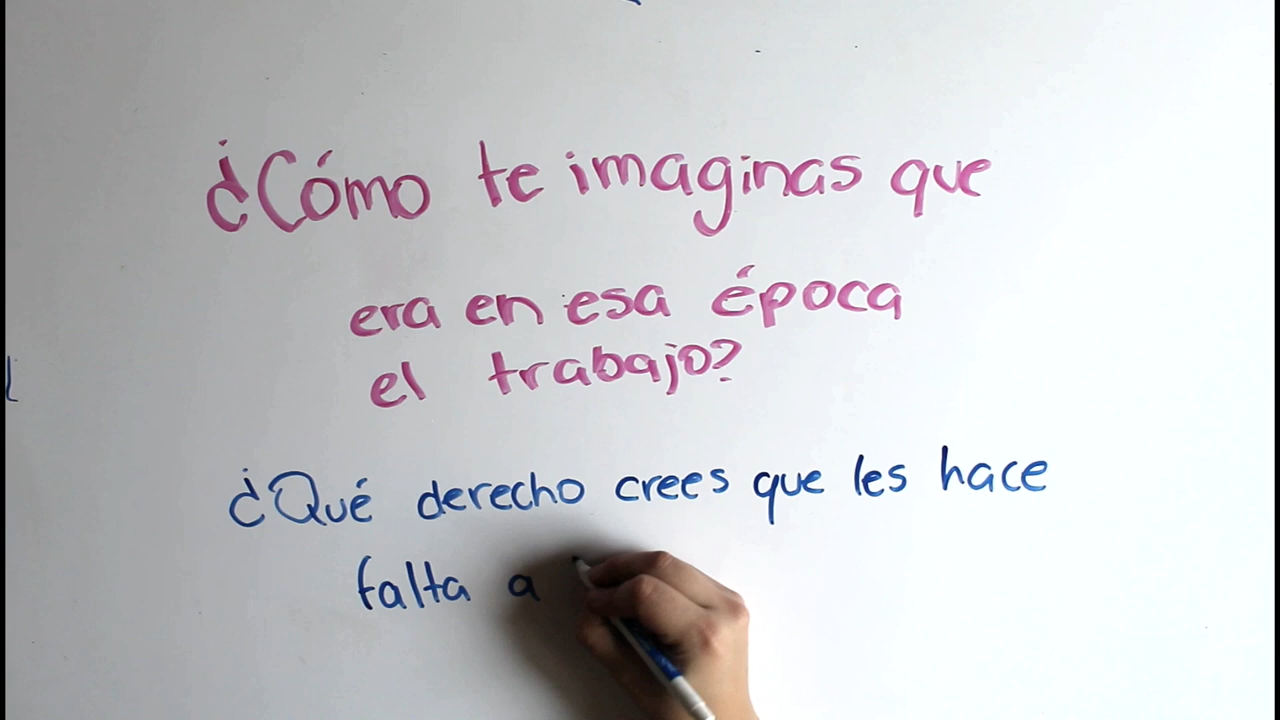 ¿Cómo te imaginas que
era en esa época
el trabajo?
¿Qué derecho crees que les hace
falta a